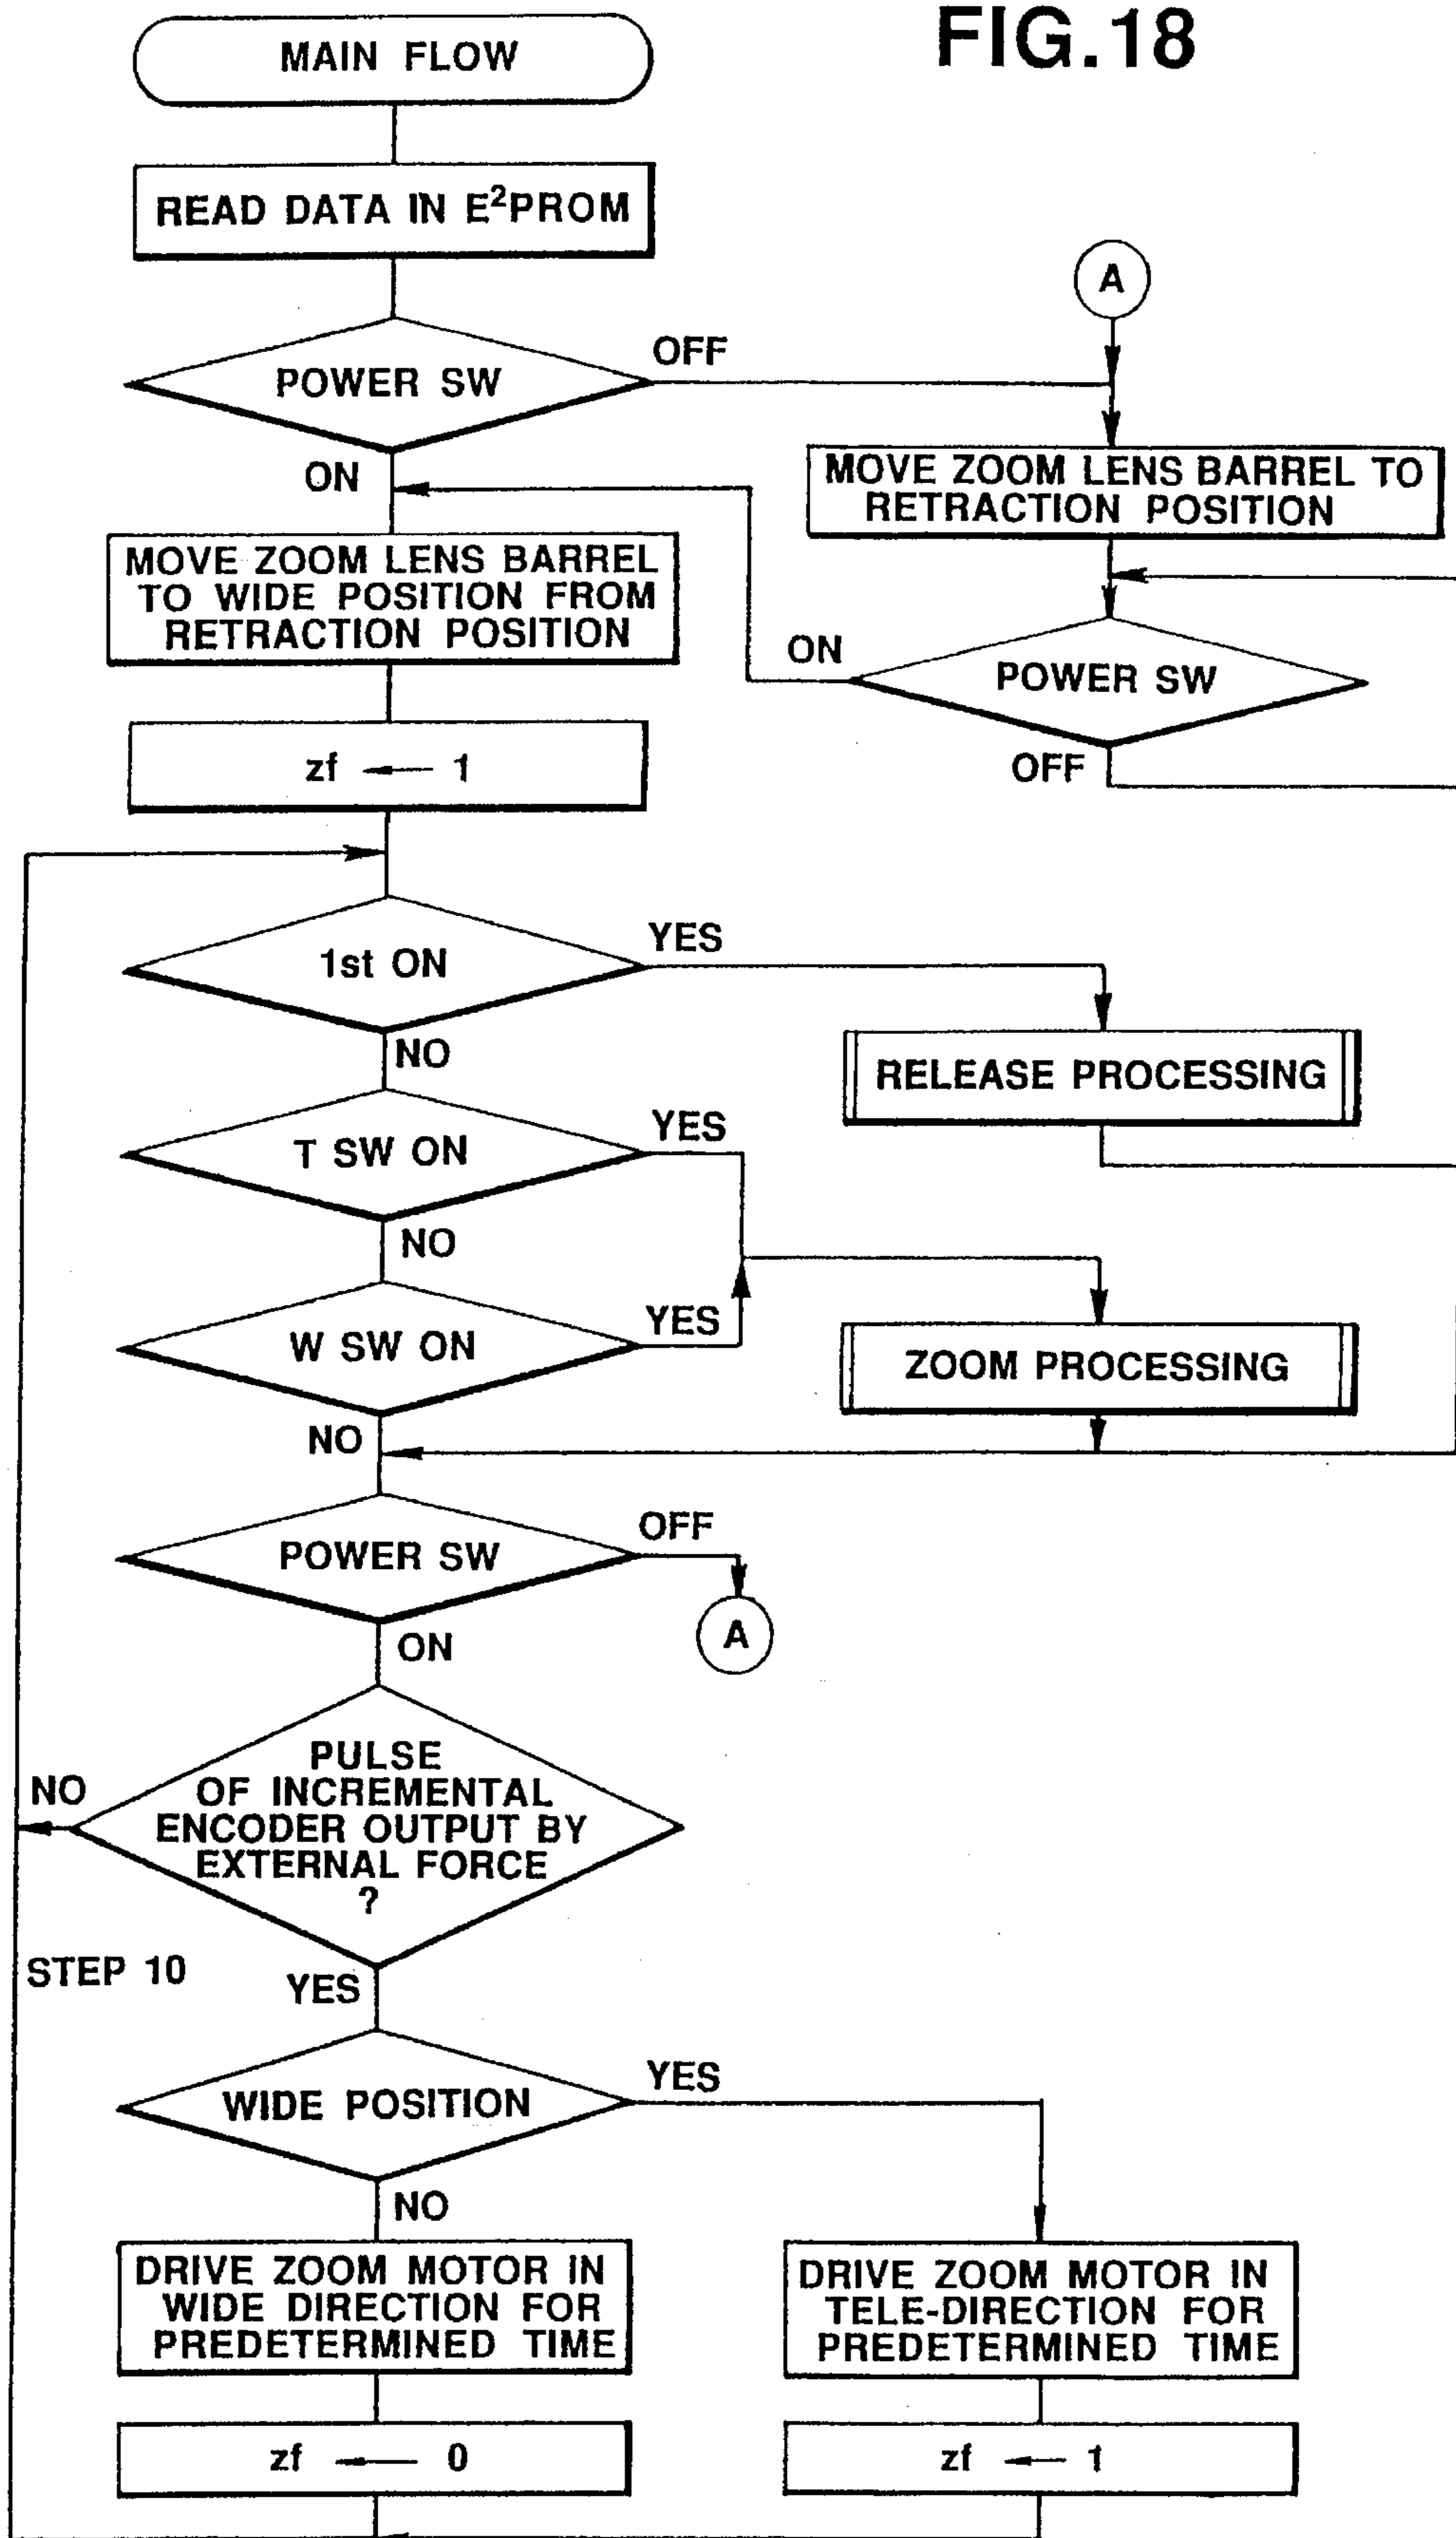 FIG.18
MAIN FLOW
READ DATA IN E²PROM
A
POWER SW
OFF
ON
MOVE ZOOM LENS BARREL TO
RETRACTION POSITION
MOVE ZOOM LENS BARREL
TO WIDE POSITION FROM
RETRACTION POSITION
ON
POWER SW
OFF
zf ← 1
1st ON
YES
NO
RELEASE PROCESSING
T SW ON
YES
NO
W SW ON
YES
ZOOM PROCESSING
NO
POWER SW
OFF
A
ON
PULSE
OF INCREMENTAL
ENCODER OUTPUT BY
EXTERNAL FORCE
?
NO
STEP 10
YES
WIDE POSITION
YES
NO
DRIVE ZOOM MOTOR IN
WIDE DIRECTION FOR
PREDETERMINED TIME
DRIVE ZOOM MOTOR IN
TELE-DIRECTION FOR
PREDETERMINED TIME
zf ← 0
zf ← 1